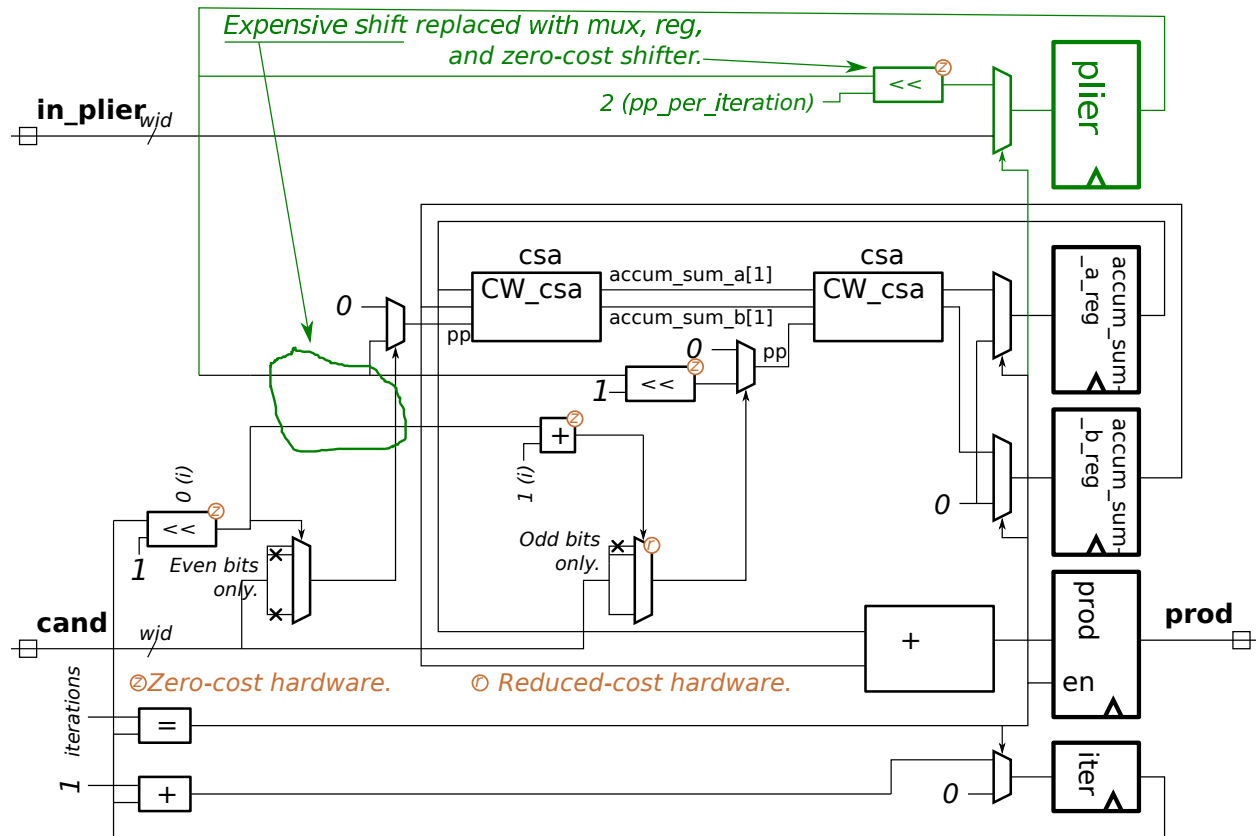 Expensive shift replaced with mux, reg,
and zero-cost shifter.
z
<<
2 (pp_per_iteration)
plier
in_plier
wid
csa
CW_csa
accum_sum_a[1]
accum_sum_b[1]
csa
CW_csa
accum_sum-
_a_reg
0
pp
0
pp
z
<<
1
z
+
1 (i)
accum_sum-
_b_reg
0
0 (i)
z
<<
1
Even bits
only.
Odd bits
only.
r
cand
wid
+
prod
en
prod
z Zero-cost hardware.
r Reduced-cost hardware.
iterations
=
1
+
0
iter